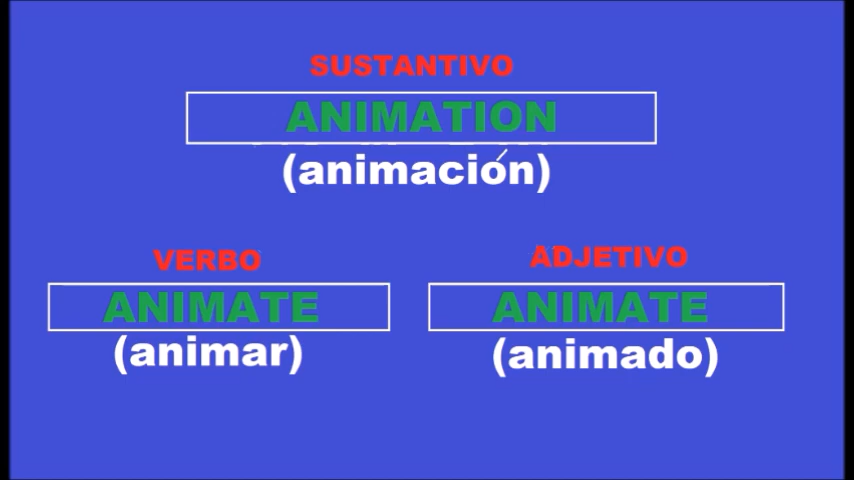 SUSTANTIVO
ANIMATION
(animación)
VERBO
ANIMATE
(animar)
ADJETIVO
ANIMATE
(animado)